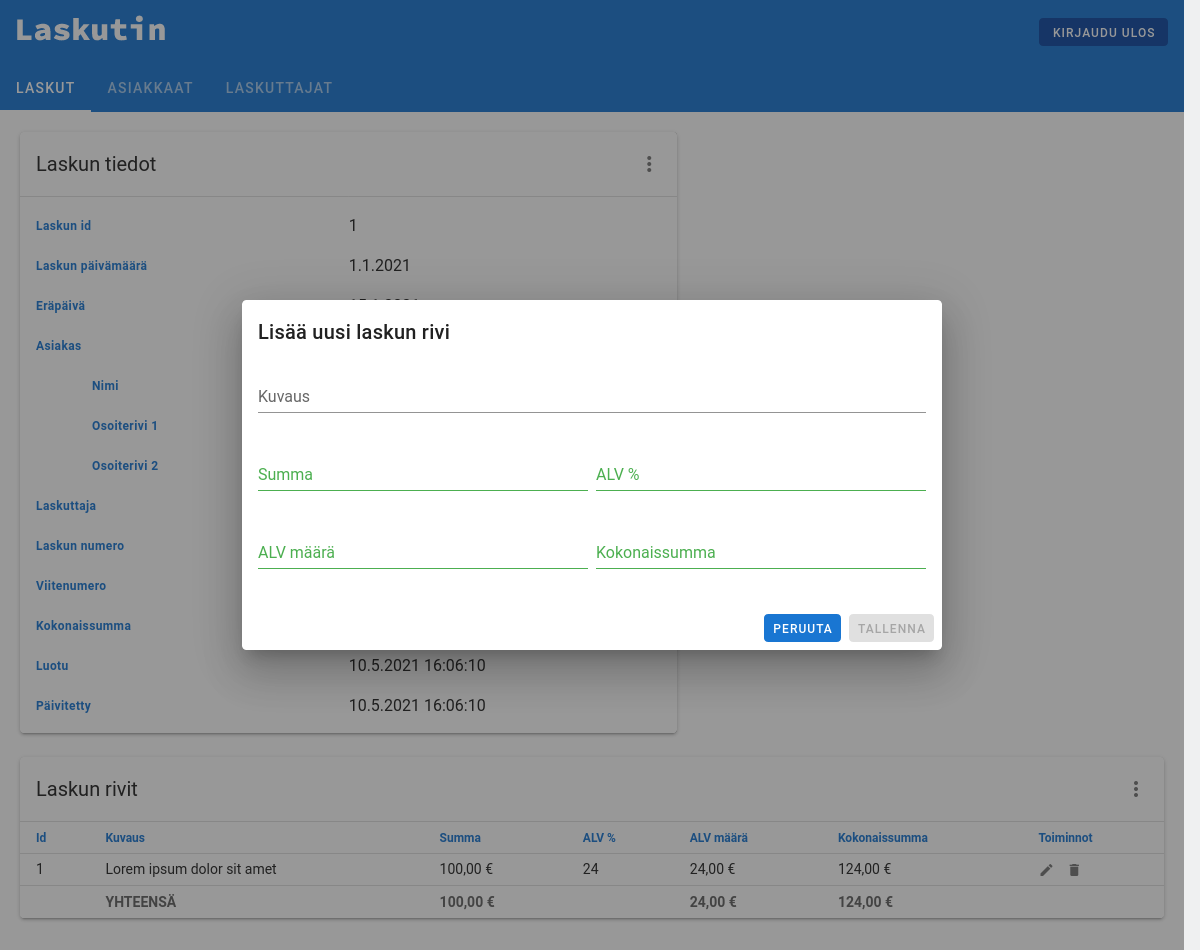 Laskutin
KIRJAUDU ULOS
LASKUT ASIAKKAAT LASKUTTAJAT
Laskun tiedot
Laskun id 1
Laskun päivämäärä 1.1.2021
Eräpäivä
Asiakas
Nimi
Osoiterivi 1
Osoiterivi 2
Laskuttaja
Laskun numero
Viitenumero
Kokonaissumma
Luotu 10.5.2021 16:06:10
Päivitetty 10.5.2021 16:06:10
Lisää uusi laskun rivi
Kuvaus
Summa ALV %
ALV määrä Kokonaissumma
PERUUTA TALLENNA
Laskun rivit
Id Kuvaus Summa ALV % ALV määrä Kokonaissumma Toiminnot
1 Lorem ipsum dolor sit amet 100,00 € 24 24,00 € 124,00 €
YHTEENSÄ 100,00 € 24,00 € 124,00 €